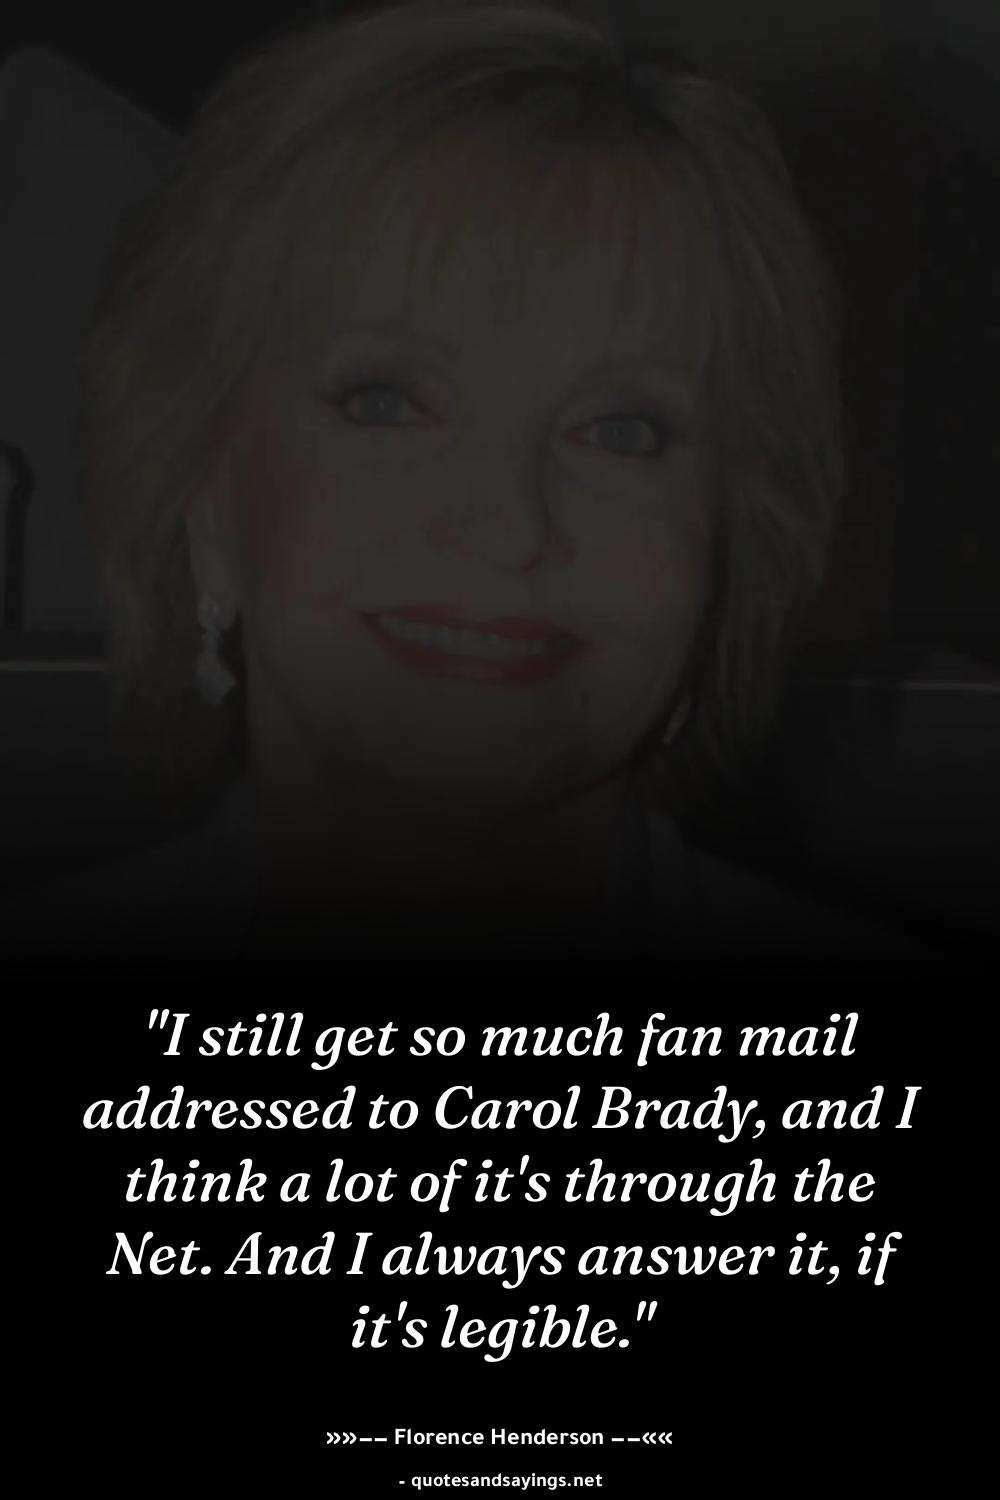 "I still get so much fan mail
addressed to Carol Brady, and I
think a lot of it's through the
Net. And I always answer it, if
it's legible."
»»—— Florence Henderson ——««
- quotesandsayings.net